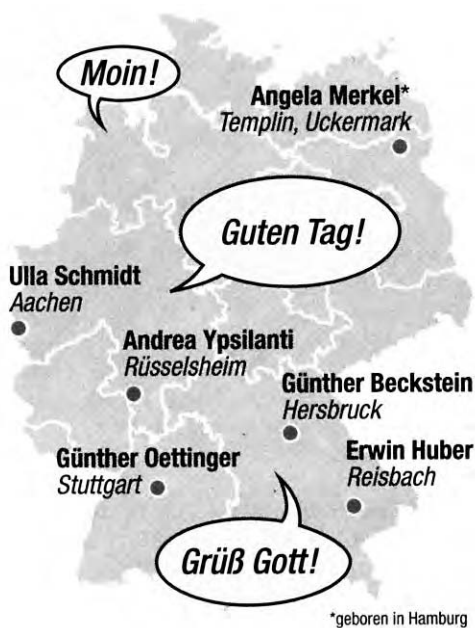 Moin!
Angela Merkel*
Templin, Uckermark
Guten Tag!
Ulla Schmidt
Aachen
Andrea Ypsilanti
Rüsselsheim
Günther Beckstein
Hersbruck
Günther Oettinger
Stuttgart
Erwin Huber
Reisbach
Grüß Gott!
*geboren in Hamburg